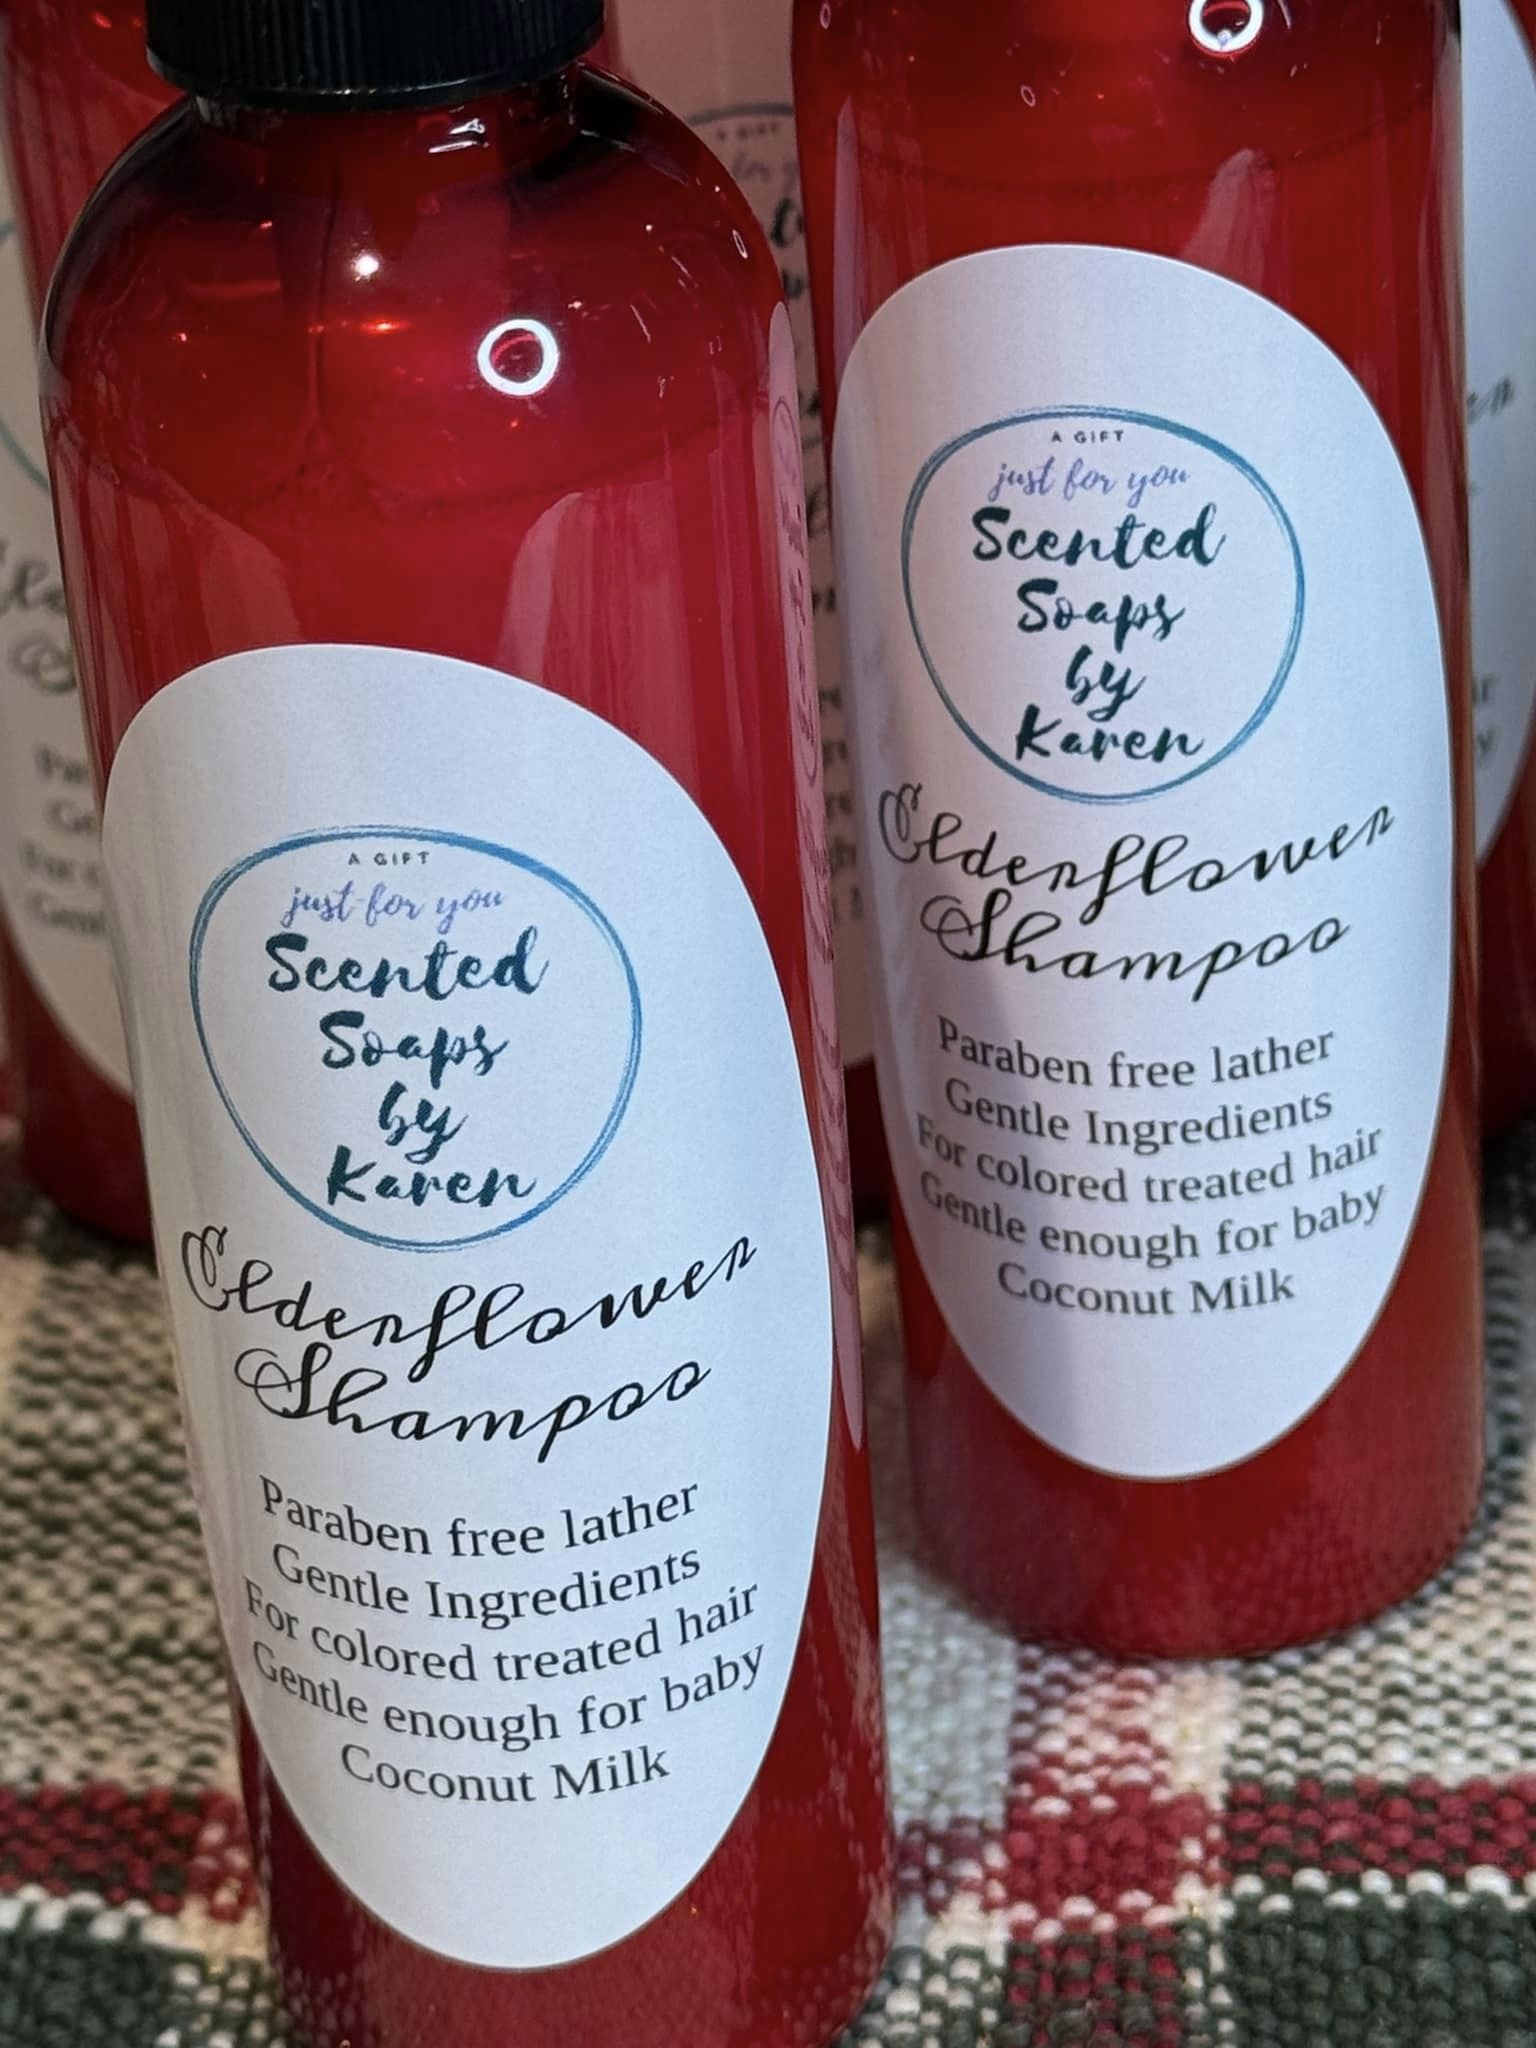 A GIFT
just for you
Scented
Soaps
by
Karen
Elderflower
Shampoo
Paraben free lather
Gentle Ingredients
For colored treated hair
Gentle enough for baby
Coconut Milk
A GIFT
just for you
Scented
Soaps
by
Karen
Elderflower
Shampoo
Paraben free lather
Gentle Ingredients
For colored treated hair
Gentle enough for baby
Coconut Milk